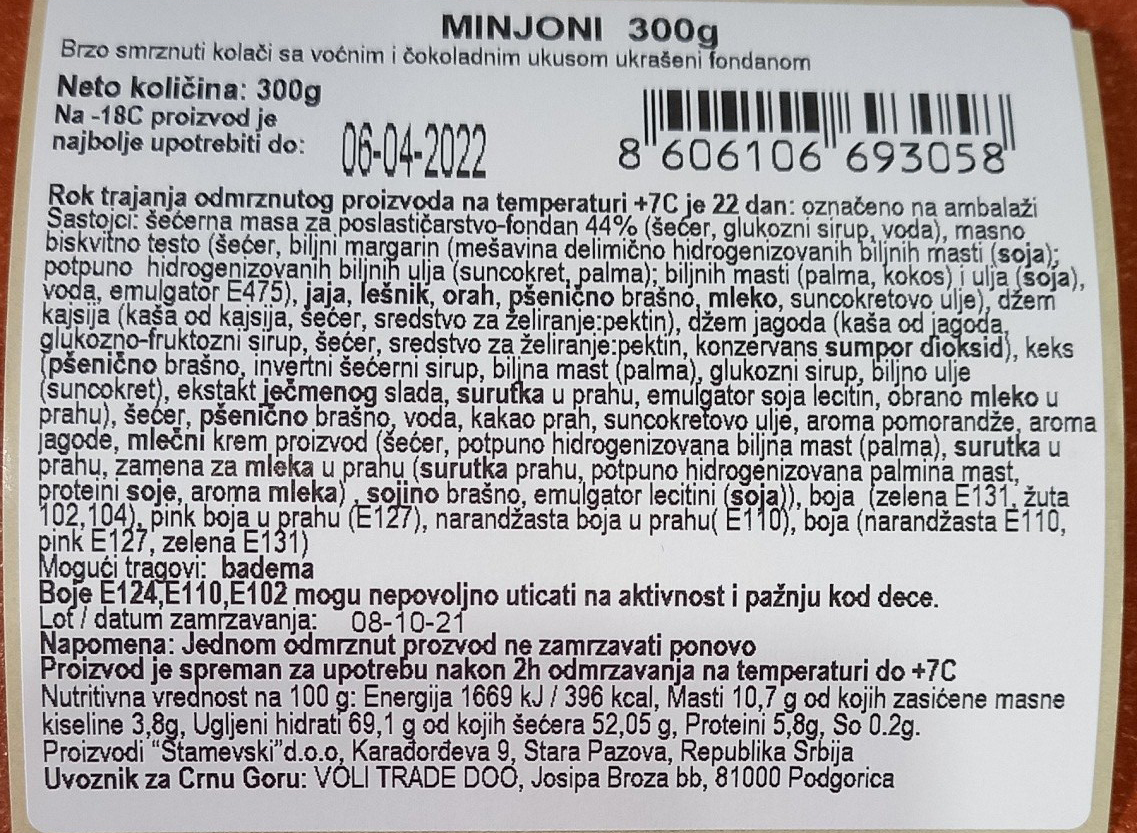 MINJONI 300g
Brzo smrznuti kolači sa voćnim i čokoladnim ukusom ukrašeni fondanom
Neto količina: 300g
Na -18C proizvod je
najbolje upotrebiti do: 06-04-2022
8 606106 693058
Rok trajanja odmrznutog proizvoda na temperaturi +7C je 22 dan: označeno na ambalaži
Sastojci: šećerna masa za poslastičarstvo-fondan 44% (šećer, glukozni sirup, voda), masno
biskvitno testo (šećer, biljni margarin (mešavina delimično hidrogenizovanih biljnih masti (soja);
potpuno hidrogenizovanih biljnih ulja (suncokret, palma); biljnih masti (palma, kokos) i ulja (soja),
voda, emulgator E475), jaja, lešnik, orah, pšenično brašno, mleko, suncokretovo ulje), džem
kajsija (kaša od kajsija, šećer, sredstvo za želiranje:pektin), džem jagoda (kaša od jagoda,
glukozno-fruktozni sirup, šećer, sredstvo za želiranje:pektin, konzervans sumpor dioksid), keks
(pšenično brašno, invertni šećerni sirup, biljna mast (palma), glukozni sirup, biljno ulje
(suncokret), ekstakt ječmenog slada, surutka u prahu, emulgator soja lecitin, obrano mleko u
prahu), šećer, pšenično brašno, voda, kakao prah, suncokretovo ulje, aroma pomorandže, aroma
jagode, mlečni krem proizvod (šećer, potpuno hidrogenizovana biljna mast (palma), surutka u
prahu, zamena za mleka u prahu (surutka prahu, potpuno hidrogenizovana palmina mast,
proteini soje, aroma mleka) , sojino brašno, emulgator lecitini (soja)), boja (zelena E131, žuta
102,104), pink boja u prahu (E127), narandžasta boja u prahu( E110), boja (narandžasta E110,
pink E127, zelena E131)
Mogući tragovi: badema
Boje E124,E110,E102 mogu nepovoljno uticati na aktivnost i pažnju kod dece.
Lot / datum zamrzavanja: 08-10-21
Napomena: Jednom odmrznut prozvod ne zamrzavati ponovo
Proizvod je spreman za upotrebu nakon 2h odmrzavanja na temperaturi do +7C
Nutritivna vrednost na 100 g: Energija 1669 kJ / 396 kcal, Masti 10,7 g od kojih zasićene masne
kiseline 3,8g, Ugljeni hidrati 69,1 g od kojih šećera 52,05 g, Proteini 5,8g, So 0.2g.
Proizvodi "Stamevski"d.o.o, Karađorđeva 9, Stara Pazova, Republika Srbija
Uvoznik za Crnu Goru: VOLI TRADE DOO, Josipa Broza bb, 81000 Podgorica